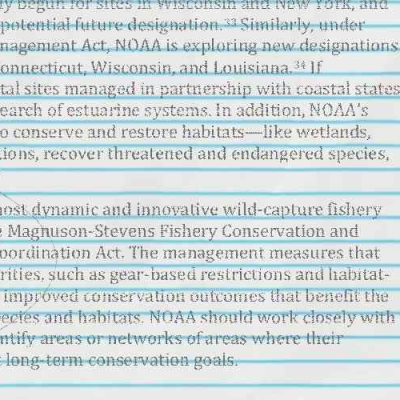 ly begun for sites in Wisconsin and New York, and
potential future designation.³³ Similarly, under
nagement Act, NOAA is exploring new designations
onnecticut, Wisconsin, and Louisiana.³⁴ If
tal sites managed in partnership with coastal states
earch of estuarine systems. In addition, NOAA's
o conserve and restore habitats—like wetlands,
ions, recover threatened and endangered species,
nost dynamic and innovative wild-capture fishery
e Magnuson-Stevens Fishery Conservation and
oordination Act. The management measures that
rities, such as gear-based restrictions and habitat-
improved conservation outcomes that benefit the
ecies and habitats. NOAA should work closely with
ntify areas or networks of areas where their
t long-term conservation goals.